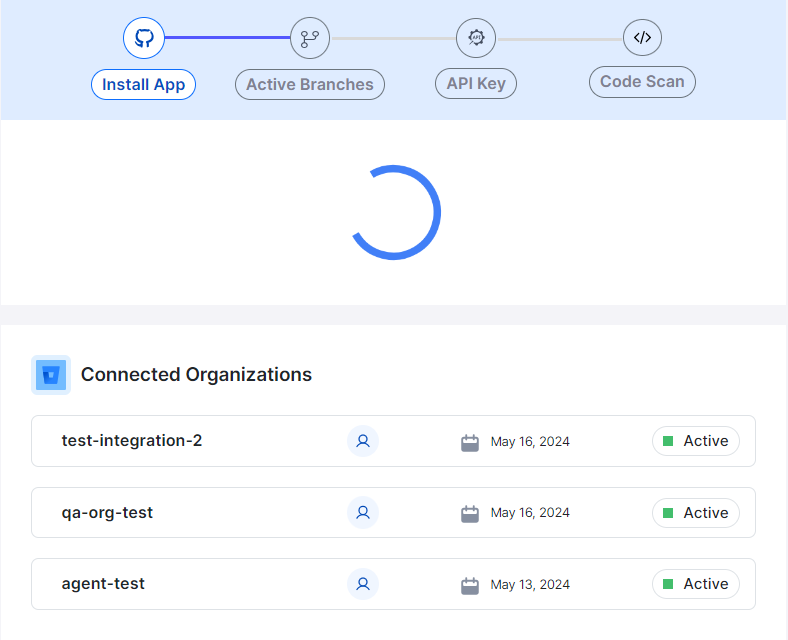 Install App
Active Branches
API Key
Code Scan
Connected Organizations
test-integration-2 May 16, 2024 Active
qa-org-test May 16, 2024 Active
agent-test May 13, 2024 Active